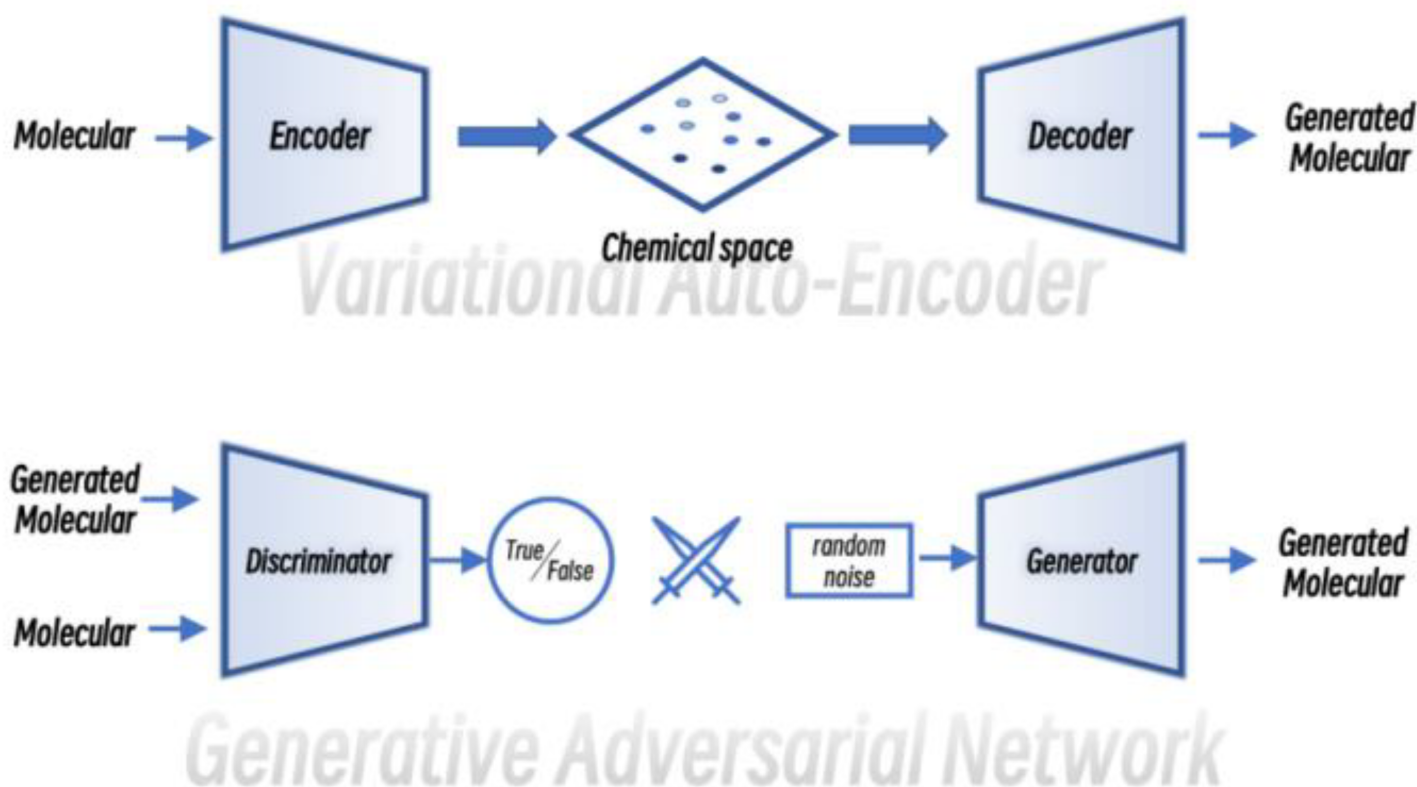 Molecular
Encoder
Chemical space
Decoder
Generated
Molecular
Variational Auto-Encoder
Generated
Molecular
Molecular
Discriminator
True/False
random
noise
Generator
Generated
Molecular
Generative Adversarial Network